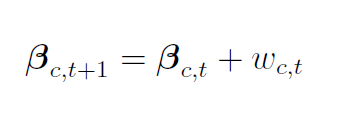 𝜷_{c,t+1} = 𝜷_{c,t} + w_{c,t}